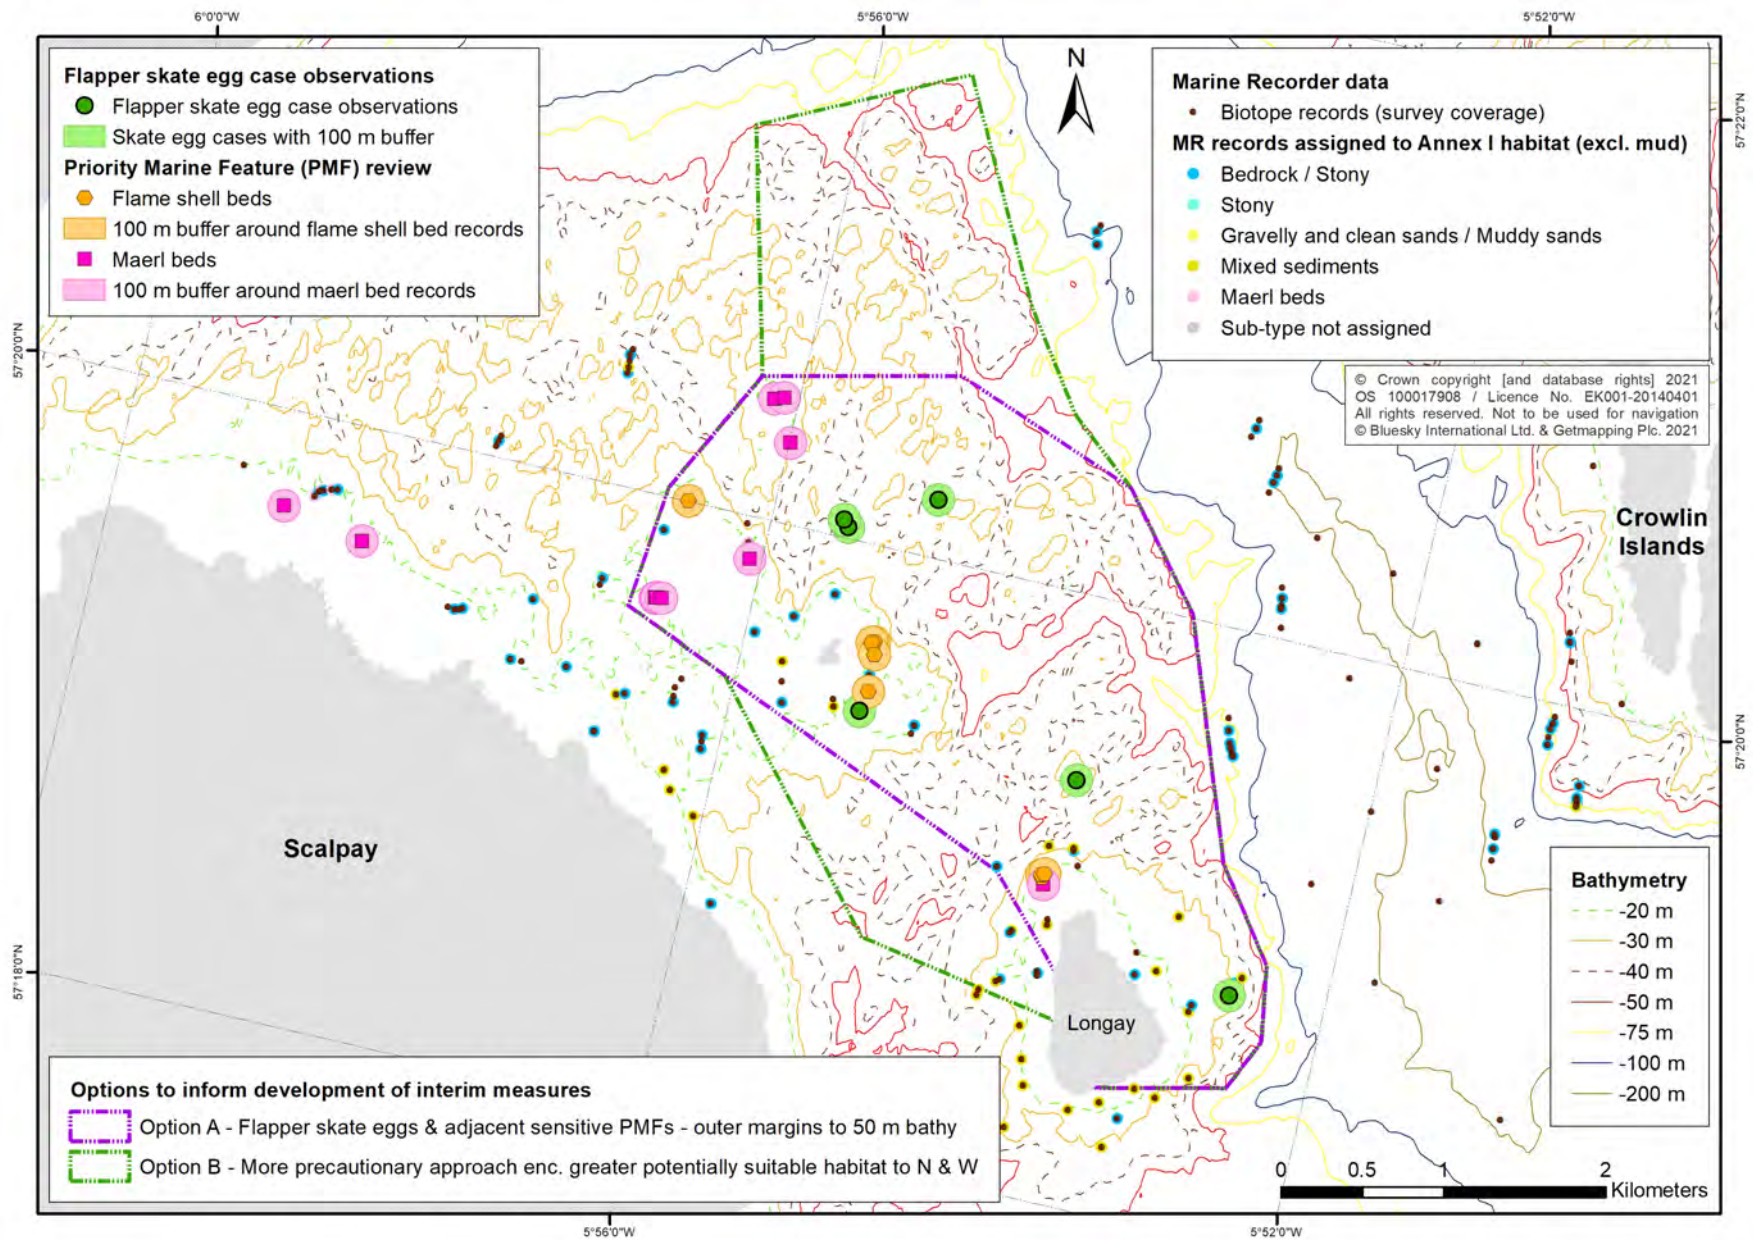 6°0'0"W
5°56'0"W
5°52'0"W
Flapper skate egg case observations
Flapper skate egg case observations
Skate egg cases with 100 m buffer
Priority Marine Feature (PMF) review
Flame shell beds
100 m buffer around flame shell bed records
Maerl beds
100 m buffer around maerl bed records
N
Marine Recorder data
Biotope records (survey coverage)
MR records assigned to Annex I habitat (excl. mud)
Bedrock / Stony
Stony
Gravelly and clean sands / Muddy sands
Mixed sediments
Maerl beds
Sub-type not assigned
57°22'0"N
57°20'0"N
© Crown copyright [and database rights] 2021
OS 100017908 / Licence No. EK001-20140401
All rights reserved. Not to be used for navigation
© Bluesky International Ltd. & Getmapping Plc. 2021
Crowlin
Islands
57°20'0"N
Scalpay
Longay
57°18'0"N
Bathymetry
-20 m
-30 m
-40 m
-50 m
-75 m
-100 m
-200 m
Options to inform development of interim measures
Option A - Flapper skate eggs & adjacent sensitive PMFs - outer margins to 50 m bathy
Option B - More precautionary approach enc. greater potentially suitable habitat to N & W
0 0.5 1 2
Kilometers
5°56'0"W
5°52'0"W